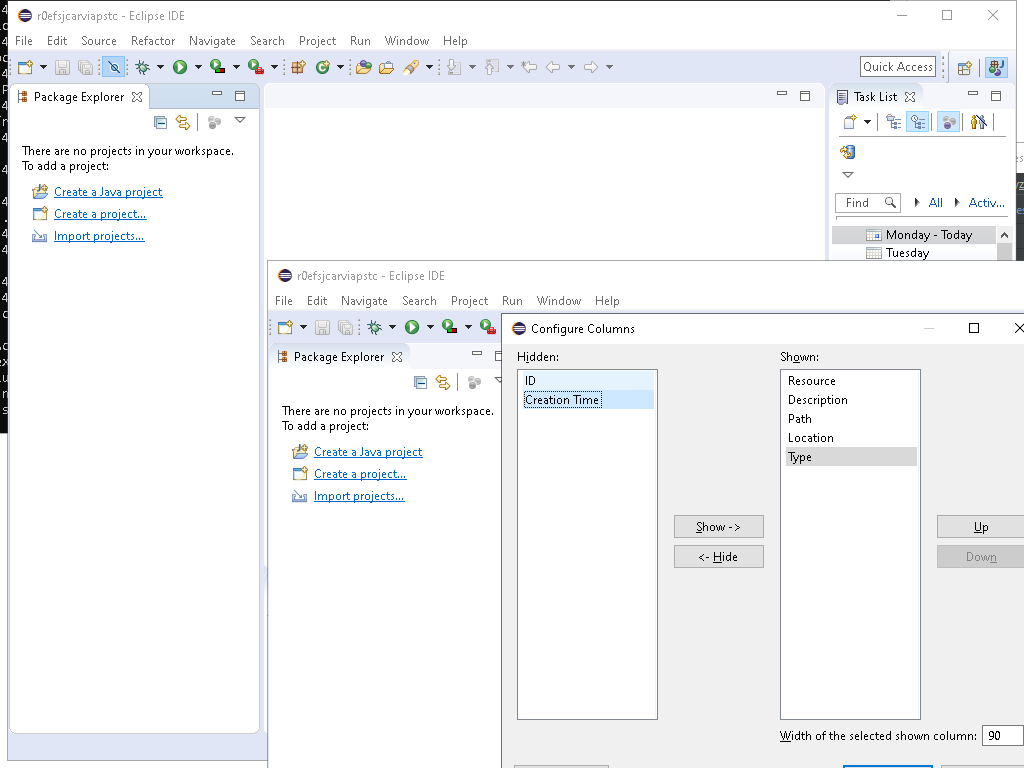 r0efsjcarviapstc - Eclipse IDE
File Edit Source Refactor Navigate Search Project Run Window Help
Quick Access
Package Explorer
Task List
There are no projects in your workspace.
To add a project:
Create a Java project
Create a project...
Import projects...
Find
All
Activ...
Monday - Today
Tuesday
r0efsjcarviapstc - Eclipse IDE
File Edit Navigate Search Project Run Window Help
Package Explorer
There are no projects in your workspace.
To add a project:
Create a Java project
Create a project...
Import projects...
Configure Columns
Hidden:
ID
Creation Time
Show ->
<- Hide
Shown:
Resource
Description
Path
Location
Type
Up
Down
Width of the selected shown column: 90